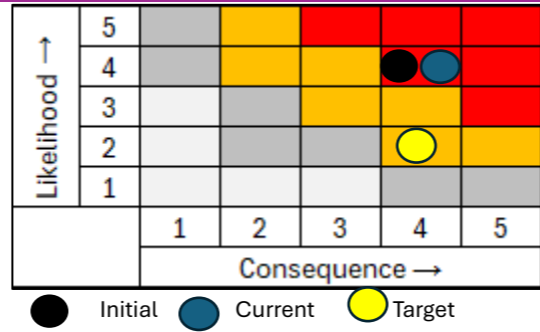 Likelihood →
5
4
3
2
1
1 2 3 4 5
Consequence →
Initial Current Target